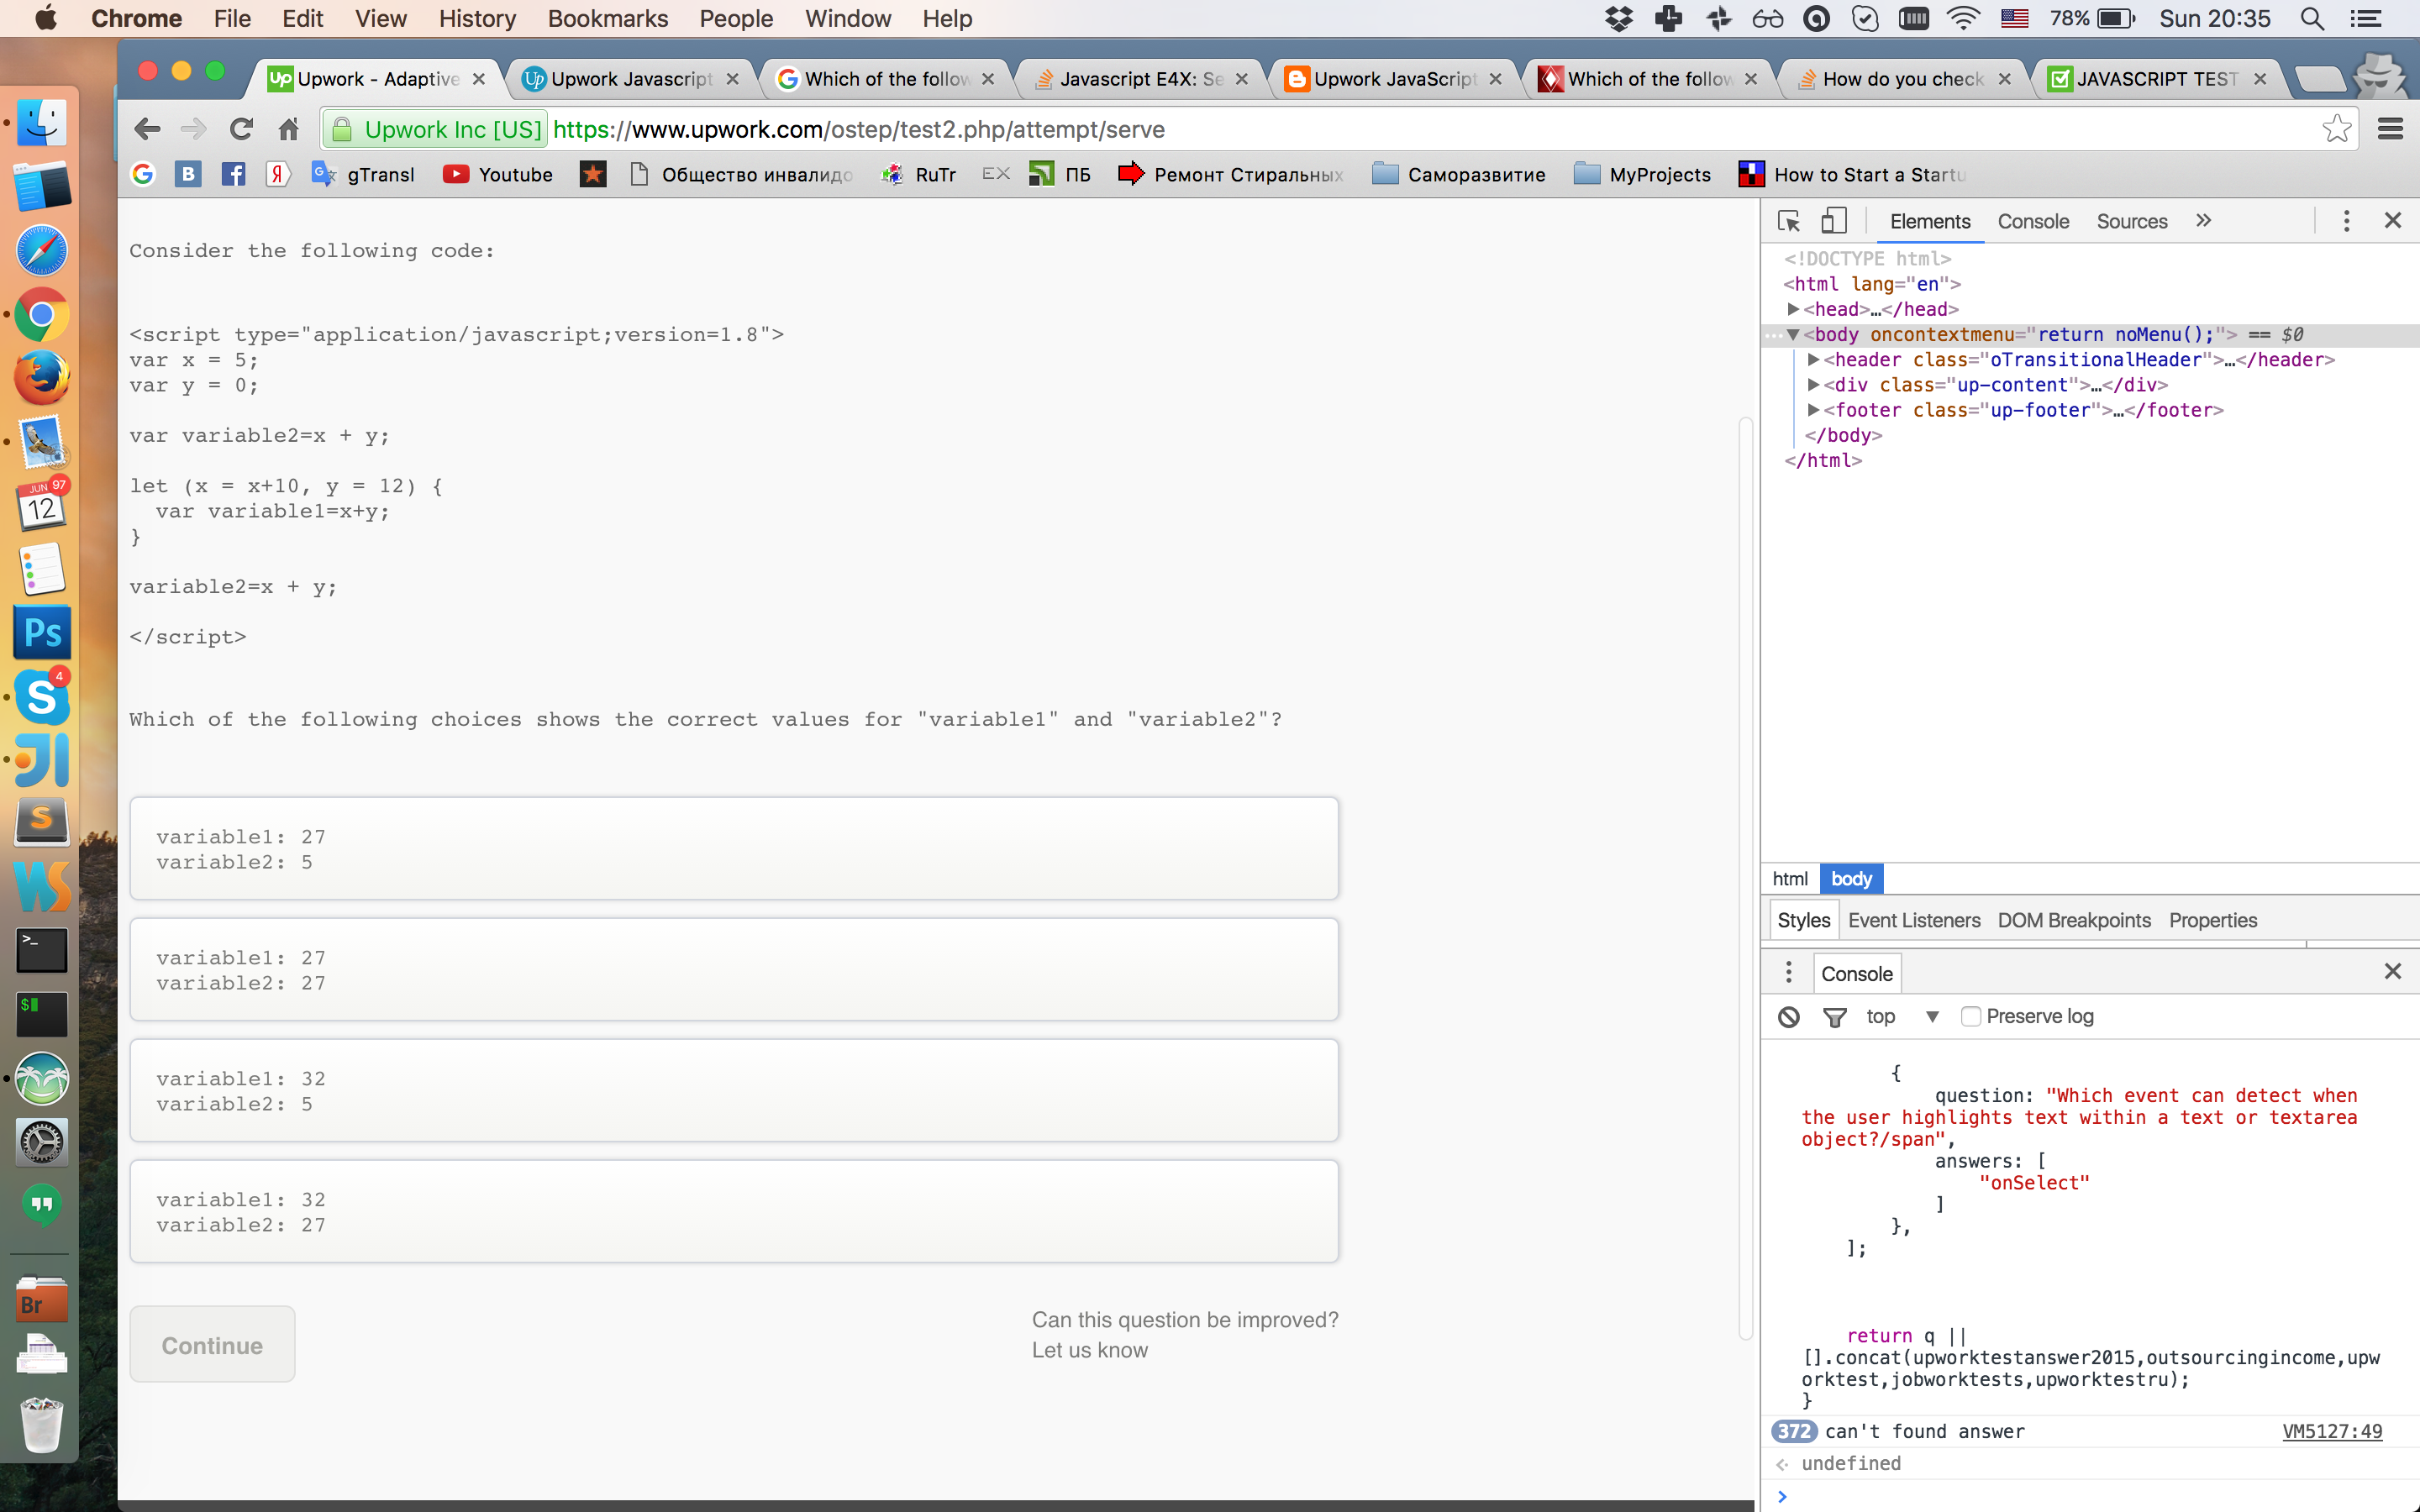 Chrome File Edit View History Bookmarks People Window Help 78% Sun 20:35
Upwork - Adaptive Upwork Javascript Which of the follow Javascript E4X: Se Upwork JavaScript Which of the follow How do you check JAVASCRIPT TEST
Upwork Inc [US] https://www.upwork.com/ostep/test2.php/attempt/serve
gTransl Youtube Общество инвалидо RuTr EX ПБ Ремонт Стиральных Саморазвитие MyProjects How to Start a Startu
Consider the following code:
<script type="application/javascript;version=1.8">
var x = 5;
var y = 0;
var variable2=x + y;
let (x = x+10, y = 12) {
var variable1=x+y;
}
variable2=x + y;
</script>
Which of the following choices shows the correct values for "variable1" and "variable2"?
variable1: 27
variable2: 5
variable1: 27
variable2: 27
variable1: 32
variable2: 5
variable1: 32
variable2: 27
Continue
Can this question be improved?
Let us know
Elements Console Sources
<!DOCTYPE html>
<html lang="en">
<head>…</head>
<body oncontextmenu="return noMenu();"> == $0
<header class="oTransitionalHeader">…</header>
<div class="up-content">…</div>
<footer class="up-footer">…</footer>
</body>
</html>
html body
Styles Event Listeners DOM Breakpoints Properties
Console
top Preserve log
{
question: "Which event can detect when
the user highlights text within a text or textarea
object?/span",
answers: [
"onSelect"
]
},
];
return q ||
[].concat(upworktestanswer2015,outsourcingincome,upw
orktest,jobworktests,upworktestru);
}
372 can't found answer VM5127:49
undefined
JUN 97
12
Ps
4
S
JI
S
WS
>_
$
Br